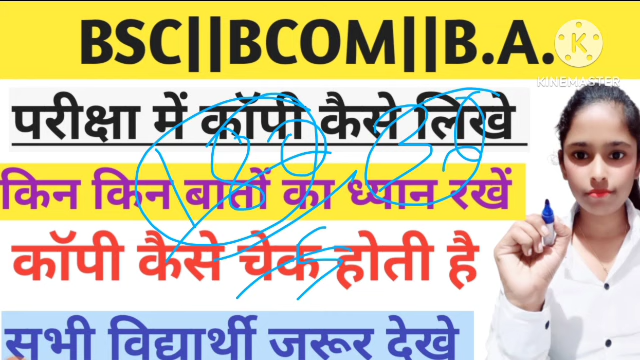 BSC||BCOM||B.A.
KINEMASTER
परीक्षा में कॉपी कैसे लिखे
किन किन बातों का ध्यान रखें
कॉपी कैसे चेक होती है
सभी विद्यार्थी जरूर देखे